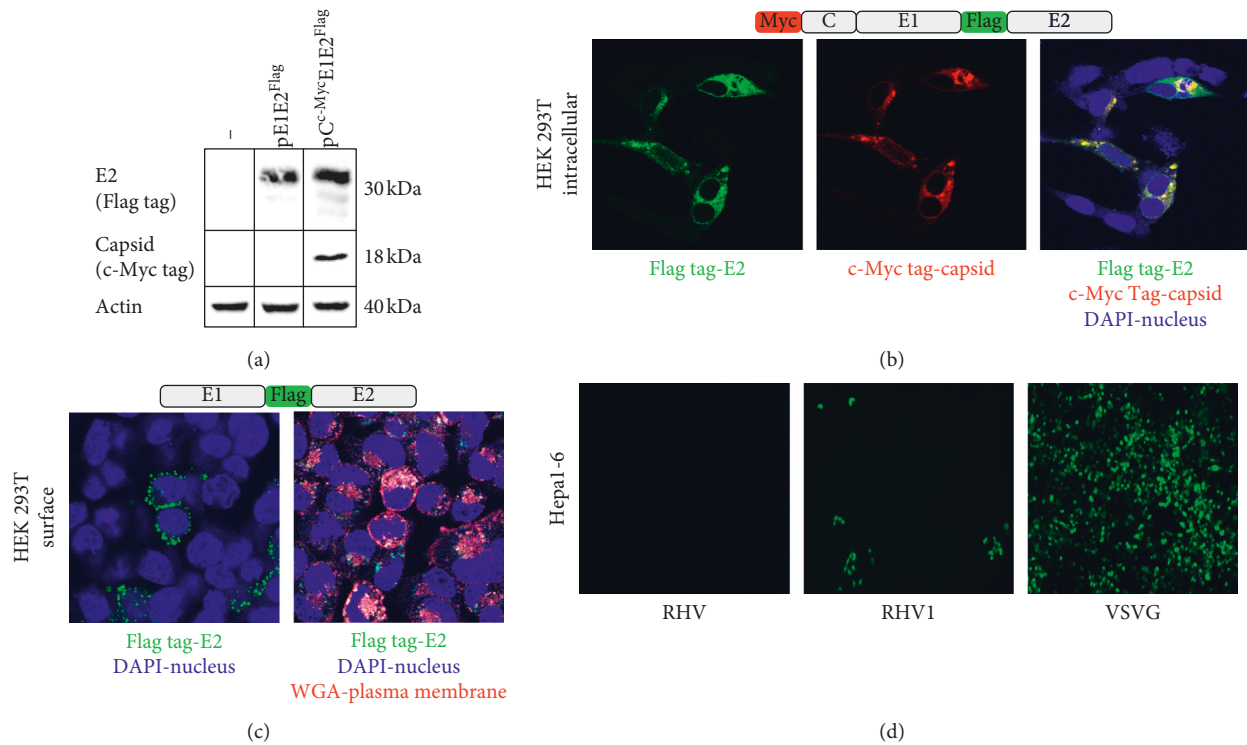 –
pE1E2Flag
pCc-MycE1E2Flag
E2
(Flag tag)
30 kDa
Capsid
(c-Myc tag)
18 kDa
Actin
40 kDa
(a)
Myc C E1 Flag E2
HEK 293T
intracellular
Flag tag-E2
c-Myc tag-capsid
Flag tag-E2
c-Myc Tag-capsid
DAPI-nucleus
(b)
E1 Flag E2
HEK 293T
surface
Flag tag-E2
DAPI-nucleus
Flag tag-E2
DAPI-nucleus
WGA-plasma membrane
(c)
Hepa1-6
RHV
RHV1
VSVG
(d)